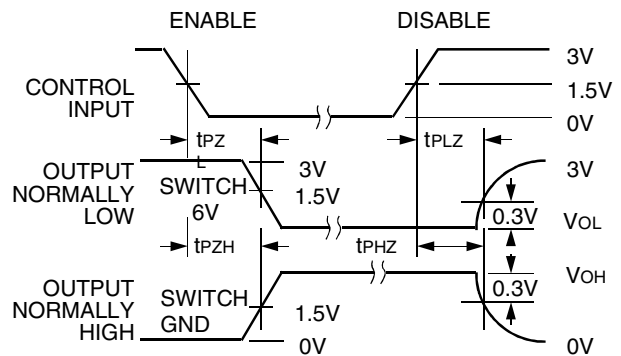 ENABLE DISABLE
3V
CONTROL INPUT
1.5V
0V
tPZL
tPLZ
OUTPUT NORMALLY LOW
SWITCH 6V
3V
1.5V
3V
0.3V
VOL
tPZH
tPHZ
VOH
0.3V
OUTPUT NORMALLY HIGH
SWITCH GND
1.5V
0V
0V